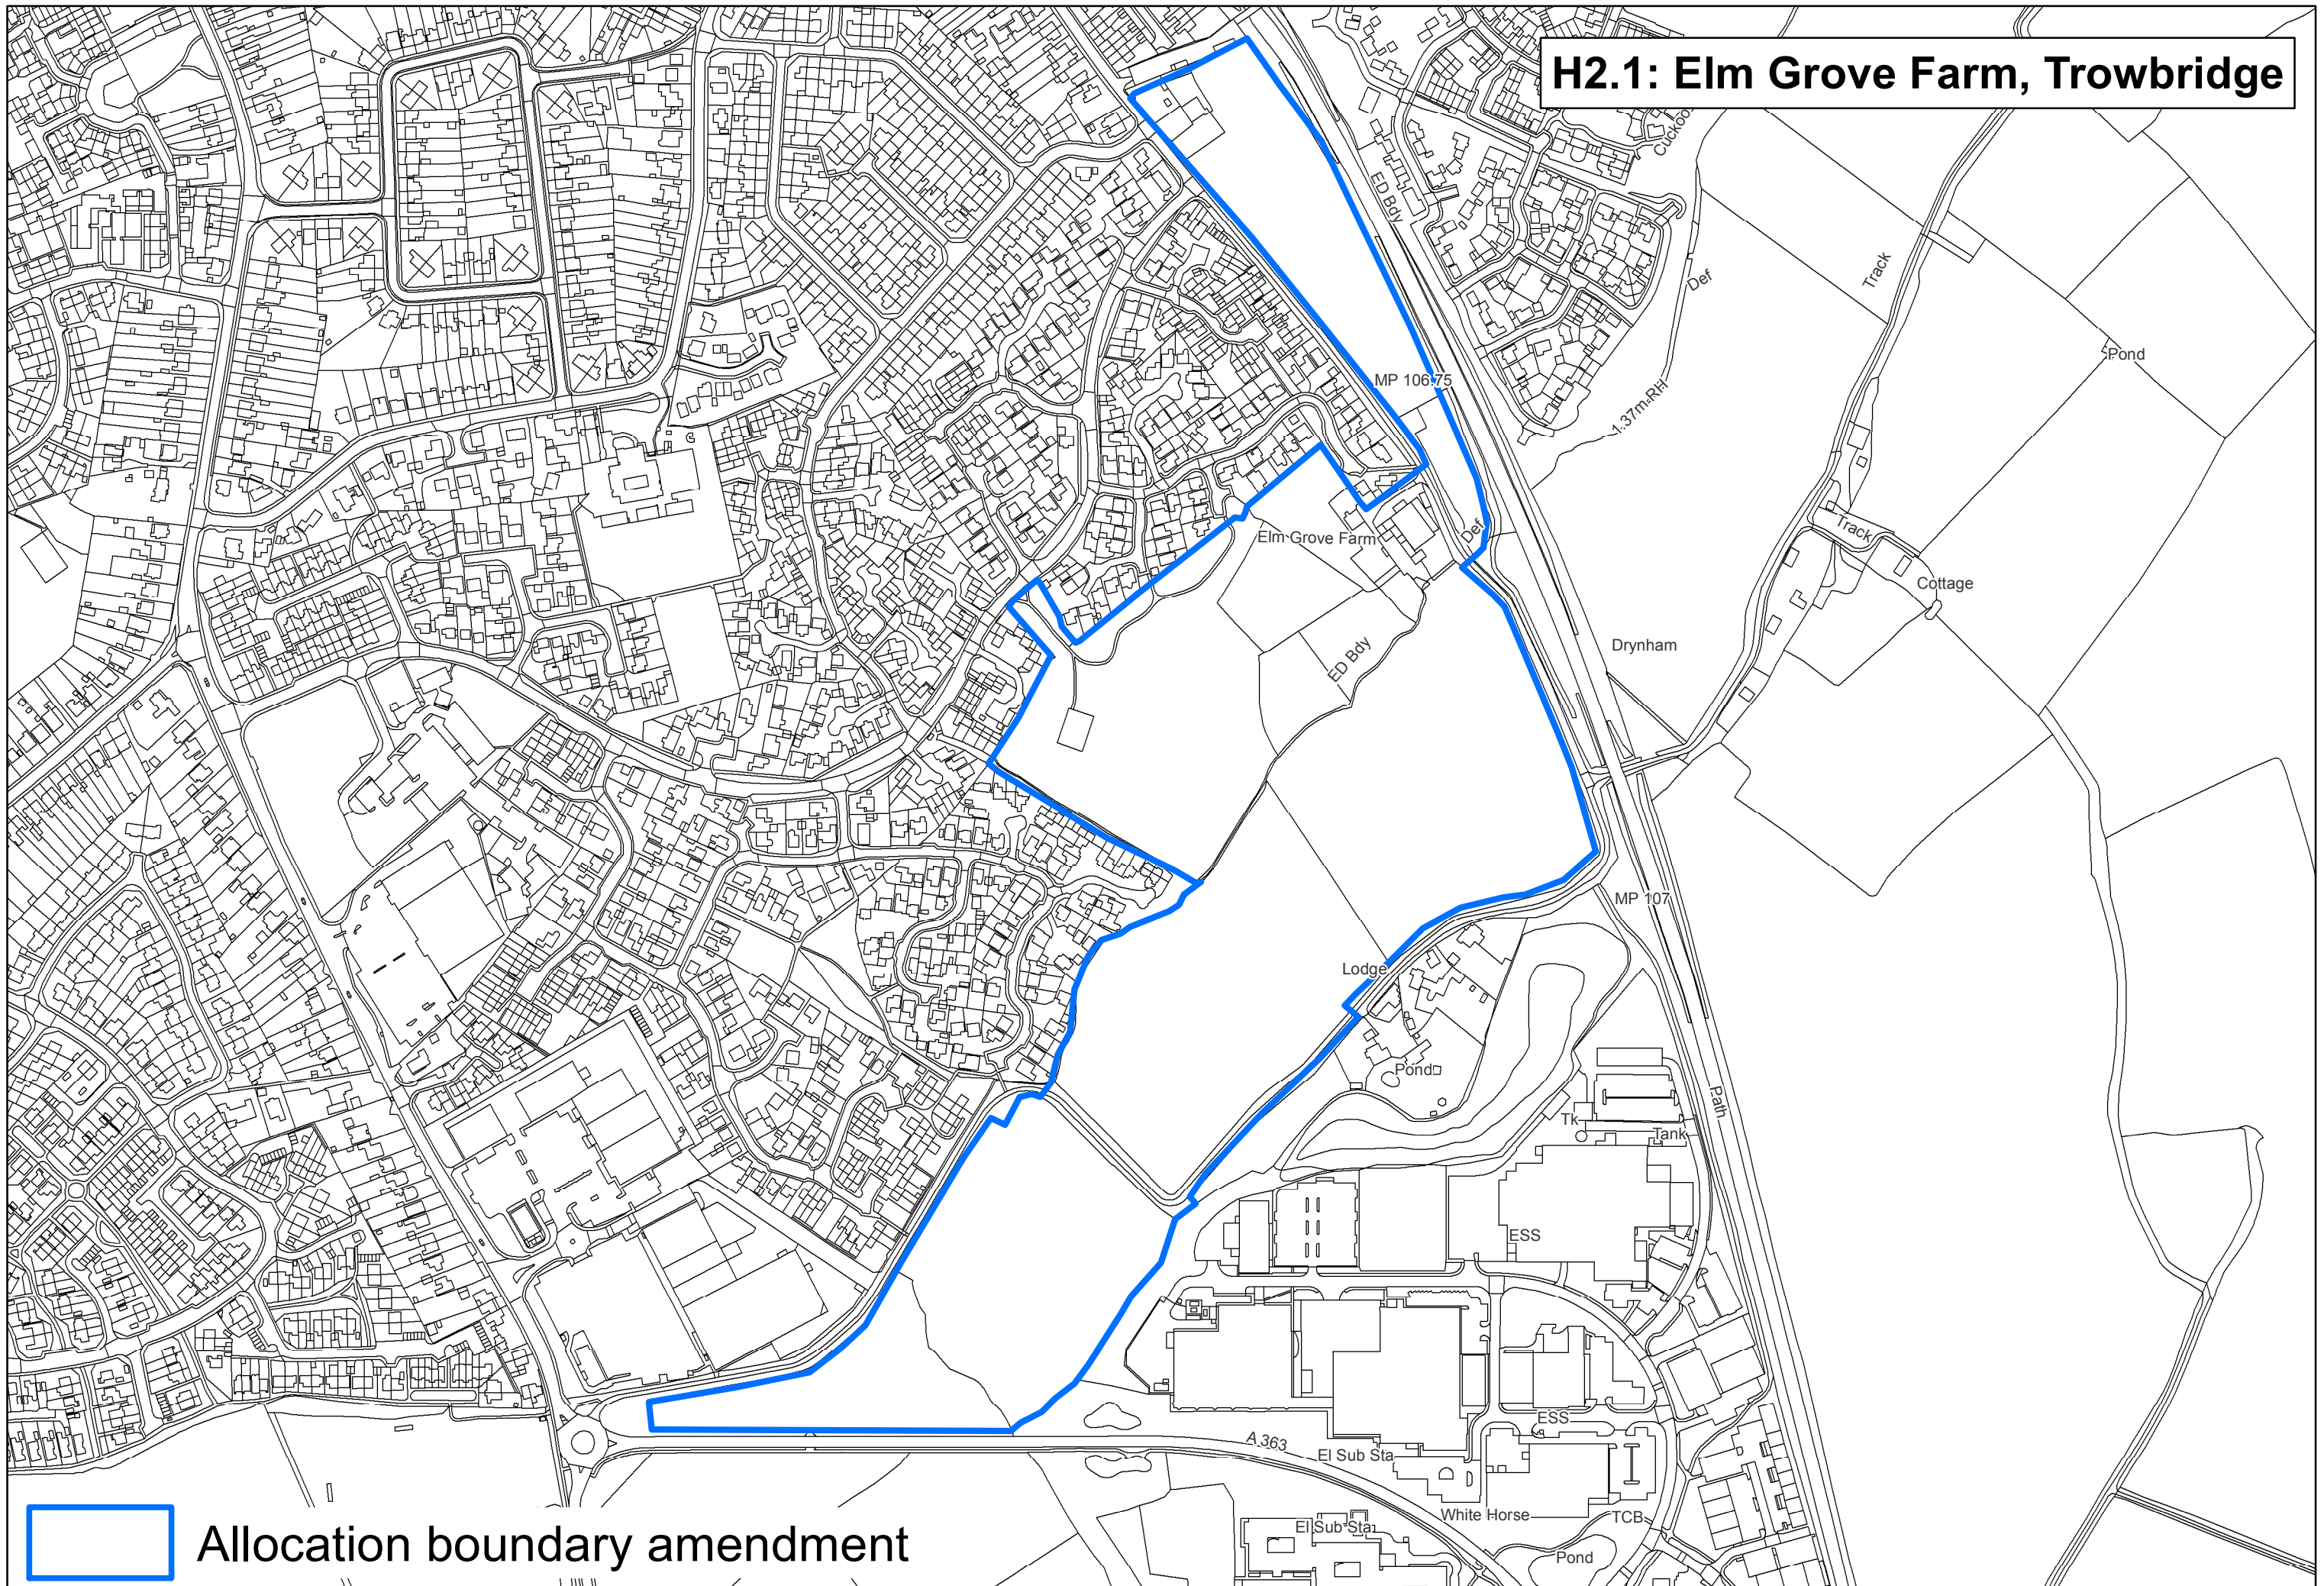 H2.1: Elm Grove Farm, Trowbridge
Cuckoo
ED Bdy
Def
Track
Pond
MP 106.75
1.37m RH
Elm Grove Farm
Def
Track
Cottage
ED Bdy
Drynham
MP 107
Lodge
Pond
Path
Tk
Tank
ESS
ESS
A 363
El Sub Sta
White Horse
TCB
El Sub Sta
Pond
Allocation boundary amendment